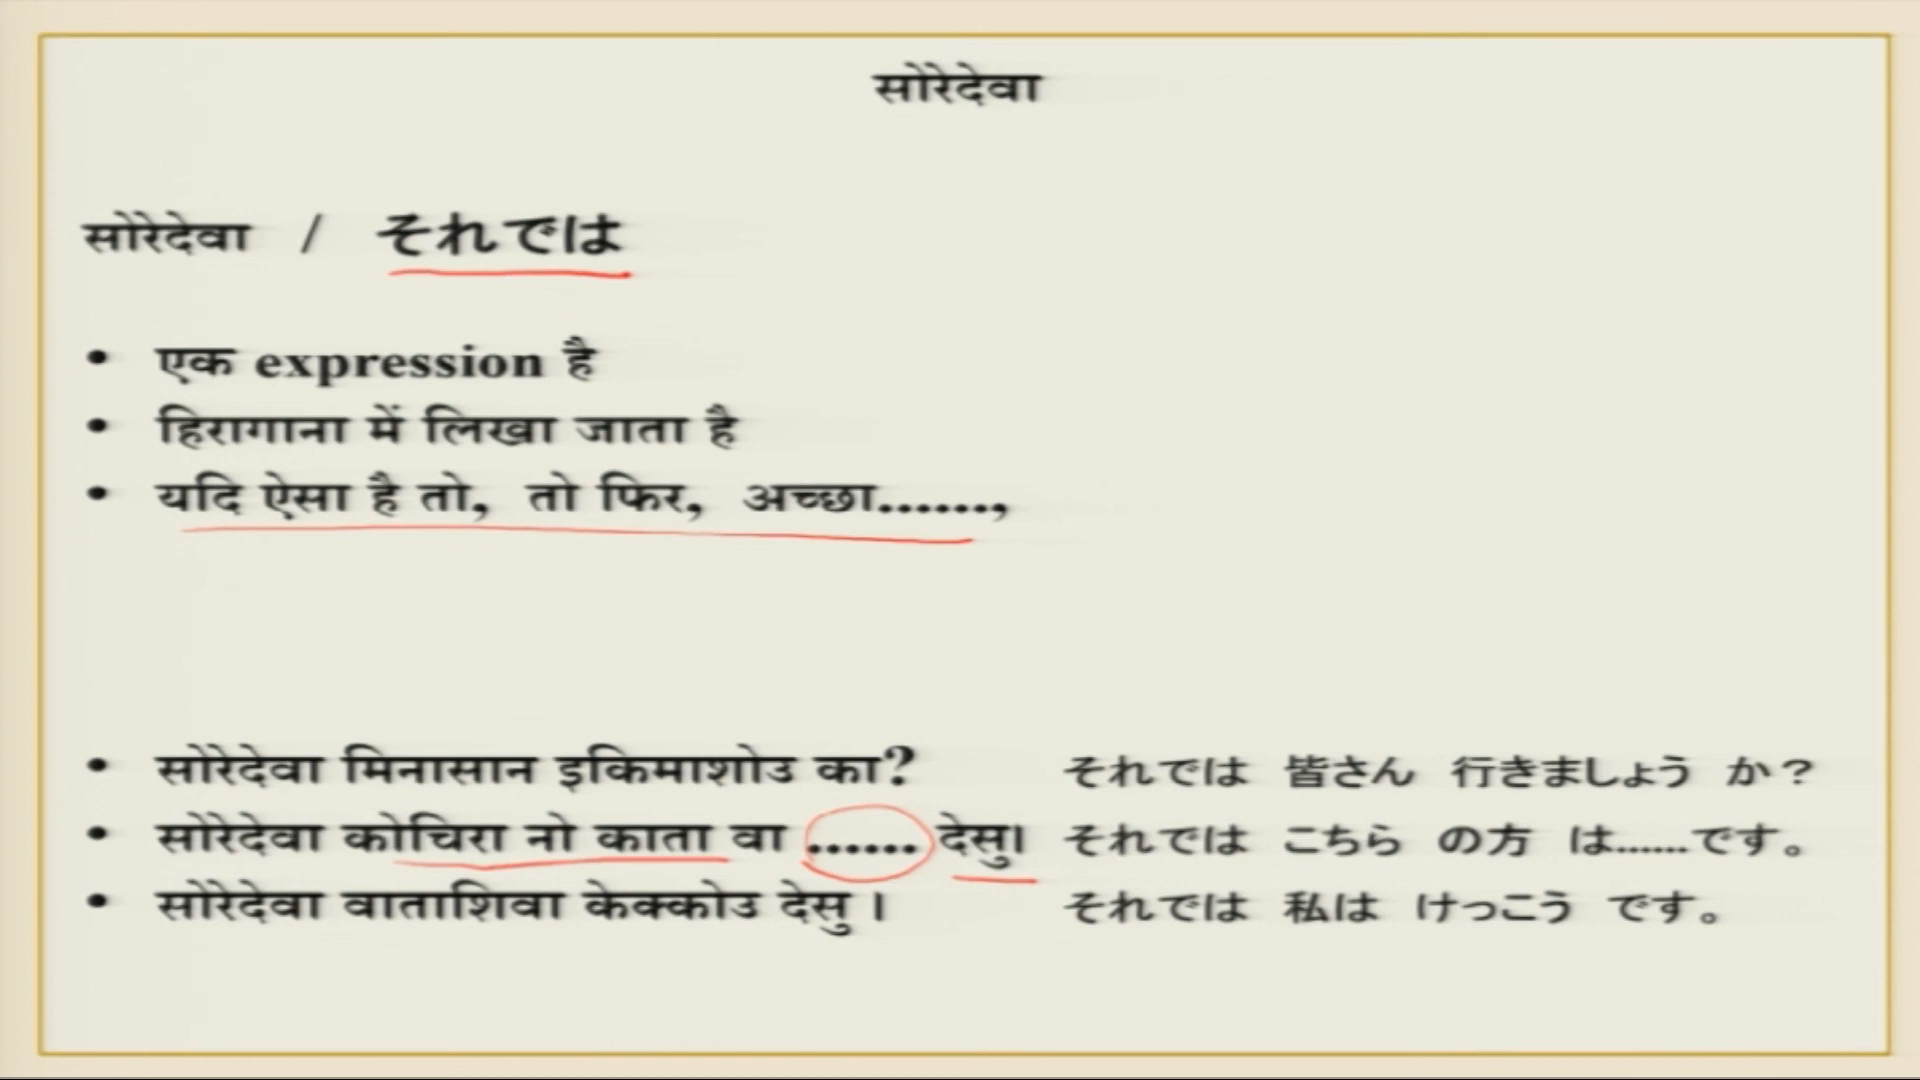 सोरेदेवा
सोरेदेवा / それでは
• एक expression है
• हिरागाना में लिखा जाता है
• यदि ऐसा है तो, तो फिर, अच्छा.......,
• सोरेदेवा मिनासान इकिमाशोउ का? それでは 皆さん 行きましょう か？
• सोरेदेवा कोचिरा नो काता वा ...... देसु। それでは こちら の方 は......です。
• सोरेदेवा वाताशिवा केक्कोउ देसु । それでは 私は けっこう です。